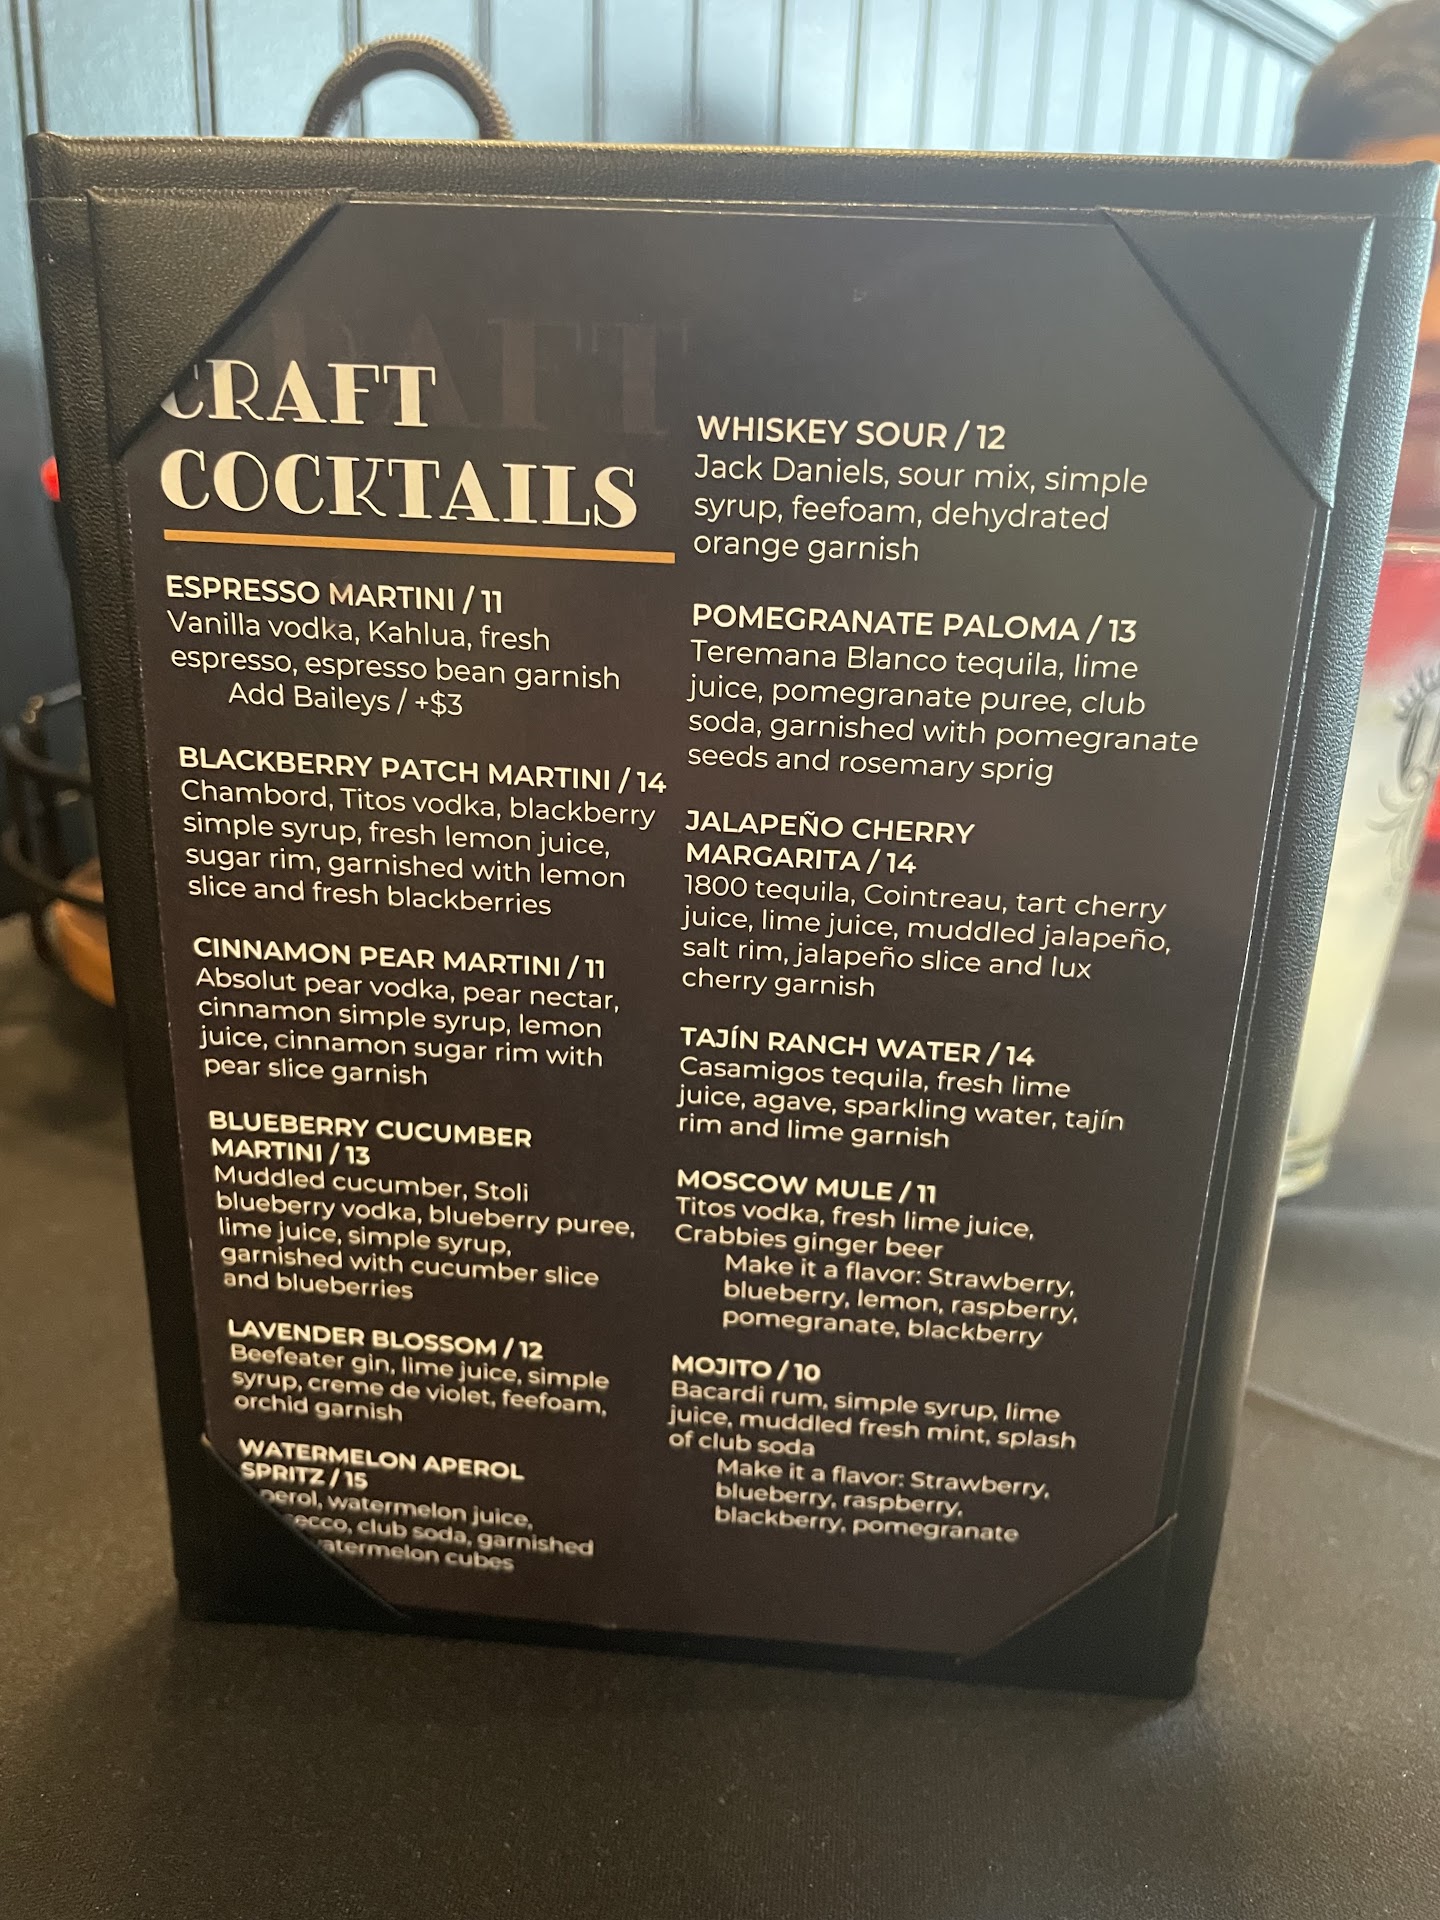 CRAFT
COCKTAILS
ESPRESSO MARTINI / 11
Vanilla vodka, Kahlua, fresh
espresso, espresso bean garnish
Add Baileys / +$3
BLACKBERRY PATCH MARTINI / 14
Chambord, Titos vodka, blackberry
simple syrup, fresh lemon juice,
sugar rim, garnished with lemon
slice and fresh blackberries
CINNAMON PEAR MARTINI / 11
Absolut pear vodka, pear nectar,
cinnamon simple syrup, lemon
juice, cinnamon sugar rim with
pear slice garnish
BLUEBERRY CUCUMBER
MARTINI / 13
Muddled cucumber, Stoli
blueberry vodka, blueberry puree,
lime juice, simple syrup,
garnished with cucumber slice
and blueberries
LAVENDER BLOSSOM / 12
Beefeater gin, lime juice, simple
syrup, creme de violet, feefoam,
orchid garnish
WATERMELON APEROL
SPRITZ / 15
perol, watermelon juice,
ecco, club soda, garnished
watermelon cubes
WHISKEY SOUR / 12
Jack Daniels, sour mix, simple
syrup, feefoam, dehydrated
orange garnish
POMEGRANATE PALOMA / 13
Teremana Blanco tequila, lime
juice, pomegranate puree, club
soda, garnished with pomegranate
seeds and rosemary sprig
JALAPEÑO CHERRY
MARGARITA / 14
1800 tequila, Cointreau, tart cherry
juice, lime juice, muddled jalapeño,
salt rim, jalapeño slice and lux
cherry garnish
TAJÍN RANCH WATER / 14
Casamigos tequila, fresh lime
juice, agave, sparkling water, tajín
rim and lime garnish
MOSCOW MULE / 11
Titos vodka, fresh lime juice,
Crabbies ginger beer
Make it a flavor: Strawberry,
blueberry, lemon, raspberry,
pomegranate, blackberry
MOJITO / 10
Bacardi rum, simple syrup, lime
juice, muddled fresh mint, splash
of club soda
Make it a flavor: Strawberry,
blueberry, raspberry,
blackberry, pomegranate